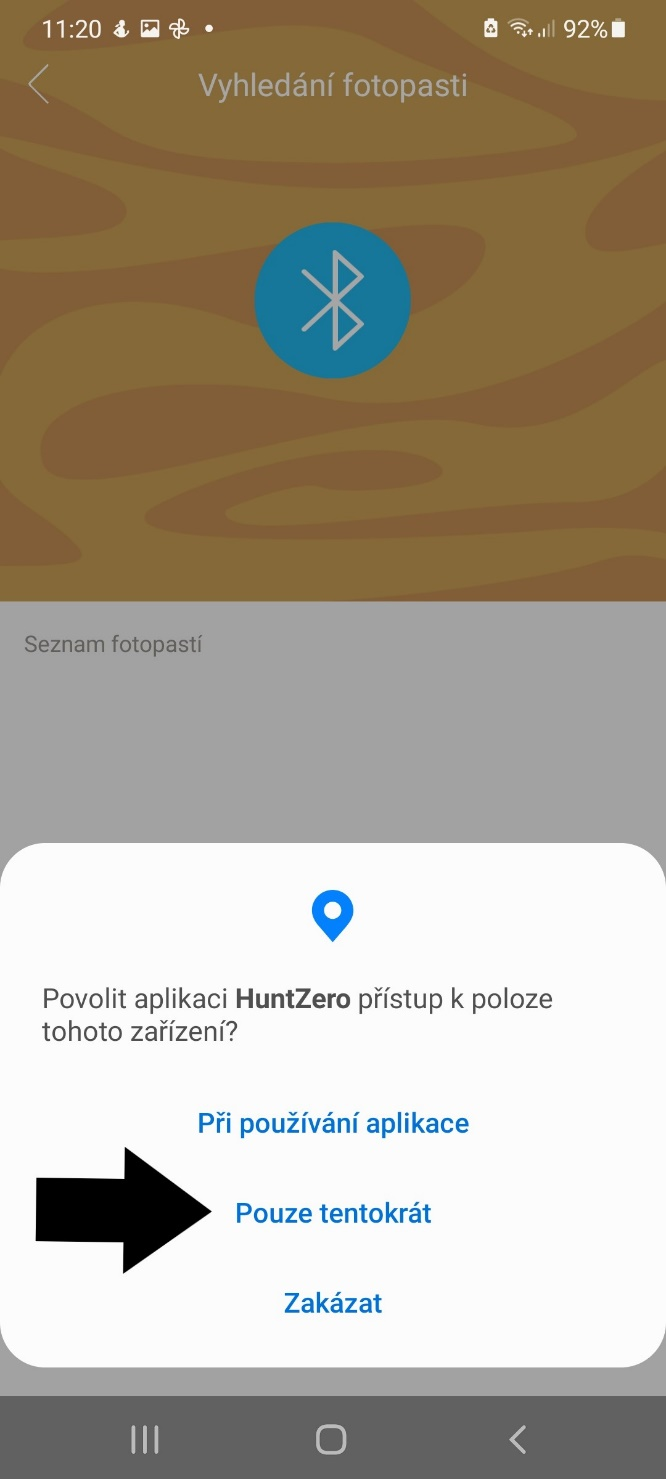 11:20
92%
Vyhledání fotopasti
Seznam fotopastí
Povolit aplikaci HuntZero přístup k poloze
tohoto zařízení?
Při používání aplikace
Pouze tentokrát
Zakázat